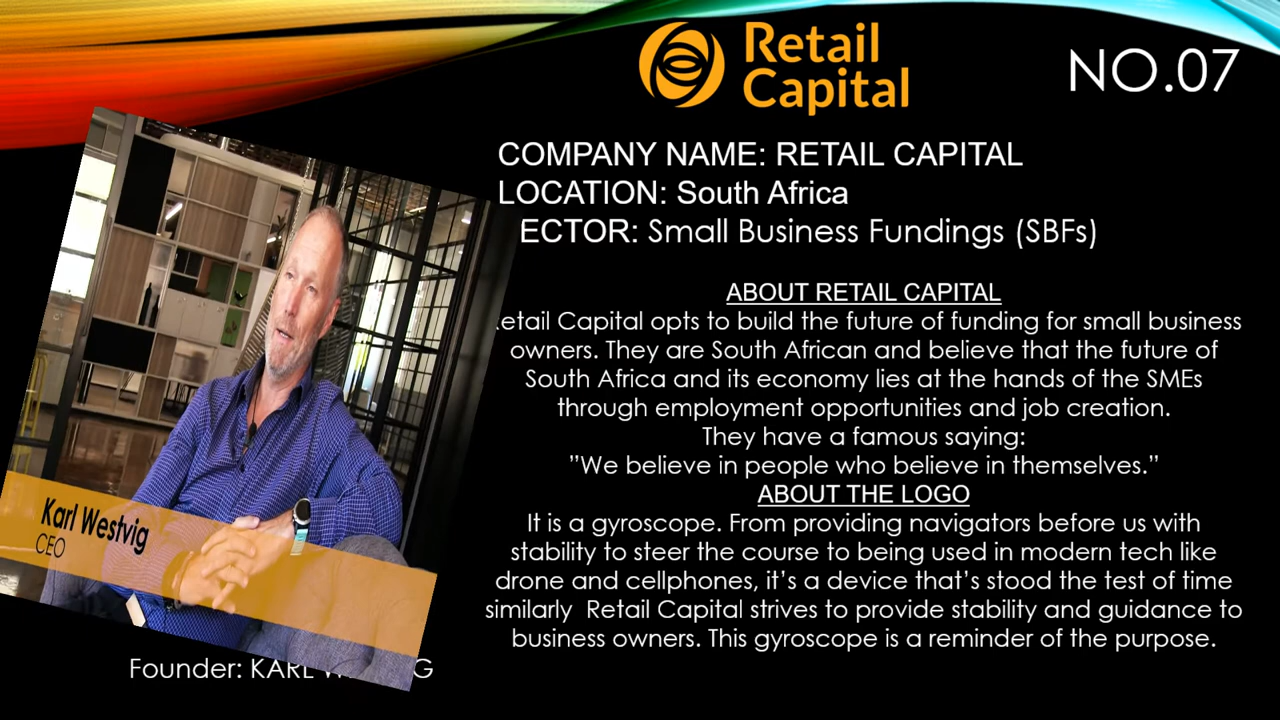 Retail
Capital
NO.07
COMPANY NAME: RETAIL CAPITAL
LOCATION: South Africa
ECTOR: Small Business Fundings (SBFs)
ABOUT RETAIL CAPITAL
etail Capital opts to build the future of funding for small business
owners. They are South African and believe that the future of
South Africa and its economy lies at the hands of the SMEs
through employment opportunities and job creation.
They have a famous saying:
”We believe in people who believe in themselves.”
ABOUT THE LOGO
It is a gyroscope. From providing navigators before us with
stability to steer the course to being used in modern tech like
drone and cellphones, it’s a device that’s stood the test of time
similarly  Retail Capital strives to provide stability and guidance to
business owners. This gyroscope is a reminder of the purpose.
Karl Westvig
CEO
Founder: KARL